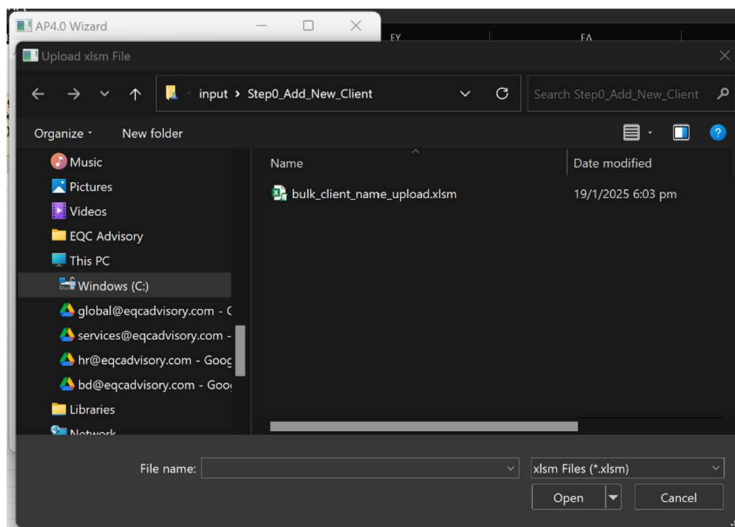 AP4.0 Wizard
EY
FA
Upload xlsm File
input > Step0_Add_New_Client
Search Step0_Add_New_Client
Organize
New folder
Name
Date modified
Music
Pictures
Videos
EQC Advisory
This PC
Windows (C:)
global@eqcadvisory.com - G
services@eqcadvisory.com -
hr@eqcadvisory.com - Goog
bd@eqcadvisory.com - Goo
Libraries
Network
bulk_client_name_upload.xlsm
19/1/2025 6:03 pm
File name:
xlsm Files (*.xlsm)
Open
Cancel